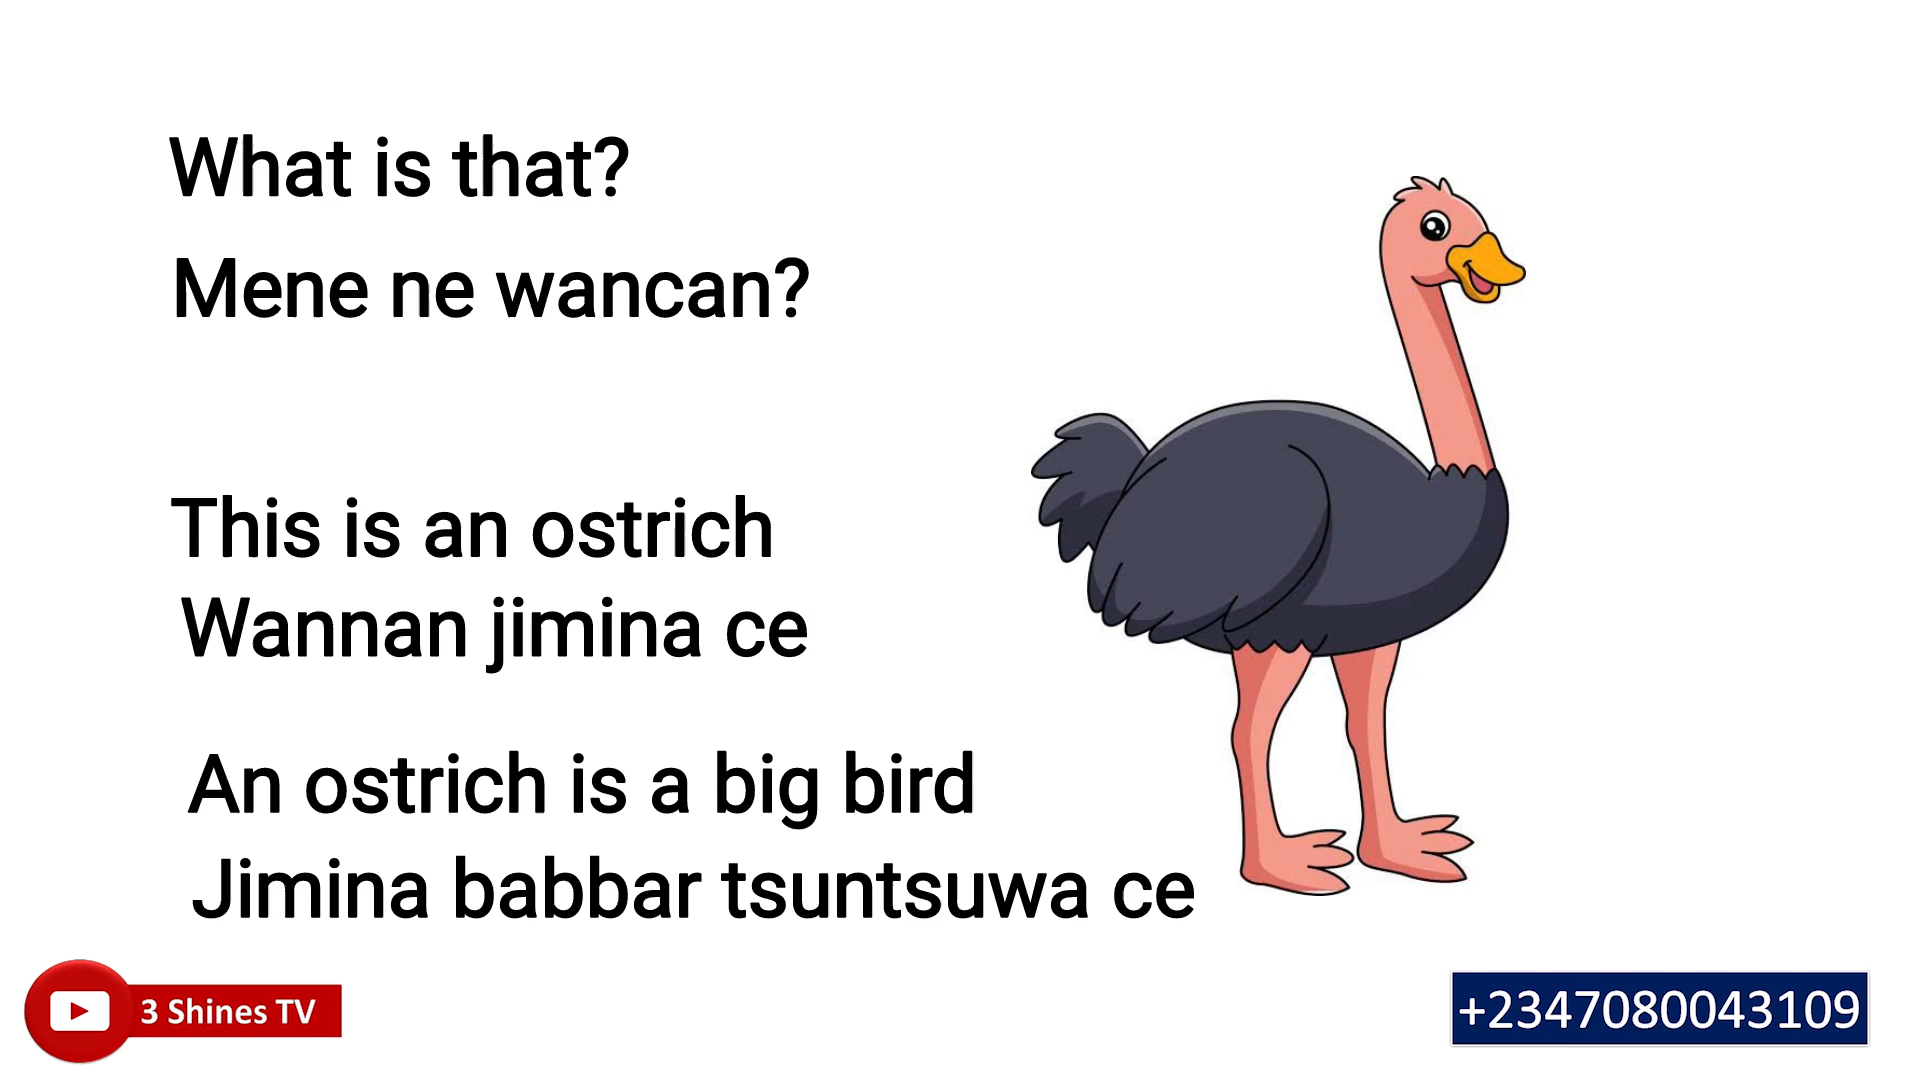 What is that?
Mene ne wancan?
This is an ostrich
Wannan jimina ce
An ostrich is a big bird
Jimina babbar tsuntsuwa ce
3 Shines TV
+2347080043109